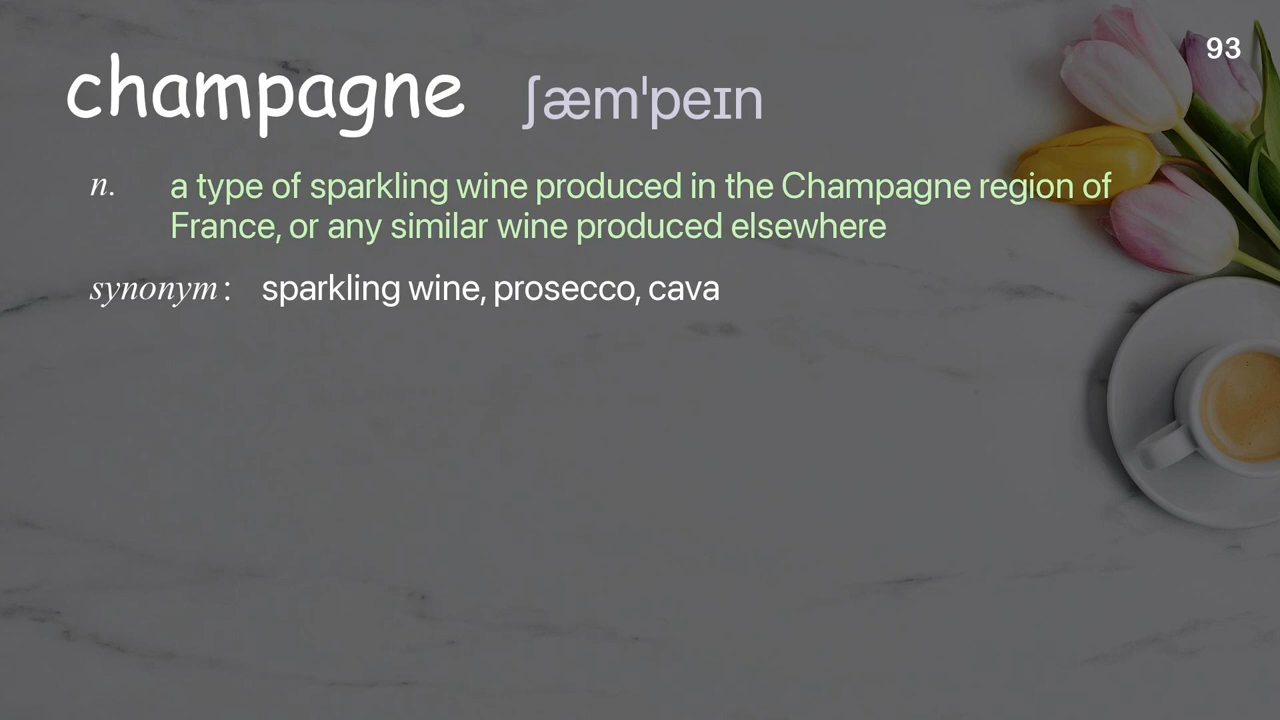 93
champagne ʃæmˈpeɪn
n. a type of sparkling wine produced in the Champagne region of
France, or any similar wine produced elsewhere
synonym: sparkling wine, prosecco, cava